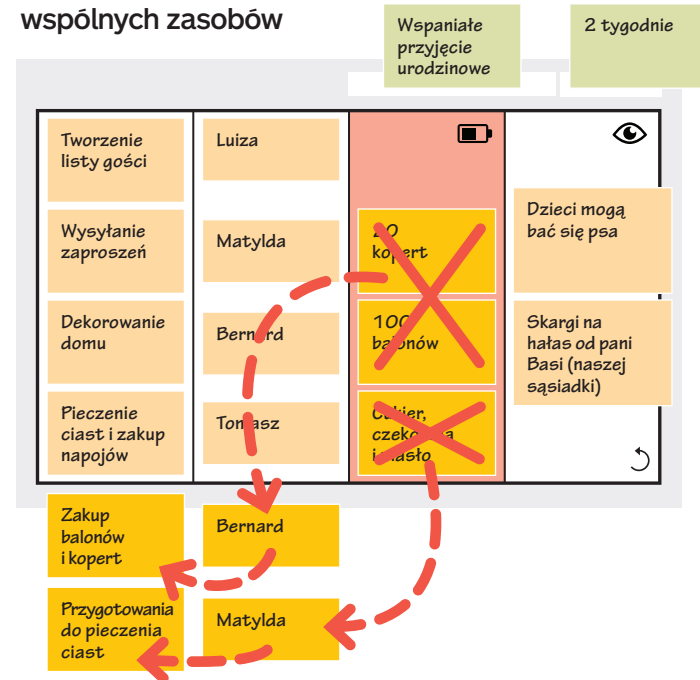 wspólnych zasobów
Wspaniałe
przyjęcie
urodzinowe
2 tygodnie
Tworzenie
listy gości
Luiza
Wysyłanie
zaproszeń
Matylda
20
kopert
Dzieci mogą
bać się psa
Dekorowanie
domu
Bernard
100
balonów
Skargi na
hałas od pani
Basi (naszej
sąsiadki)
Pieczenie
ciast i zakup
napojów
Tomasz
Cukier,
czekolada
i masło
Zakup
balonów
i kopert
Bernard
Przygotowania
do pieczenia
ciast
Matylda